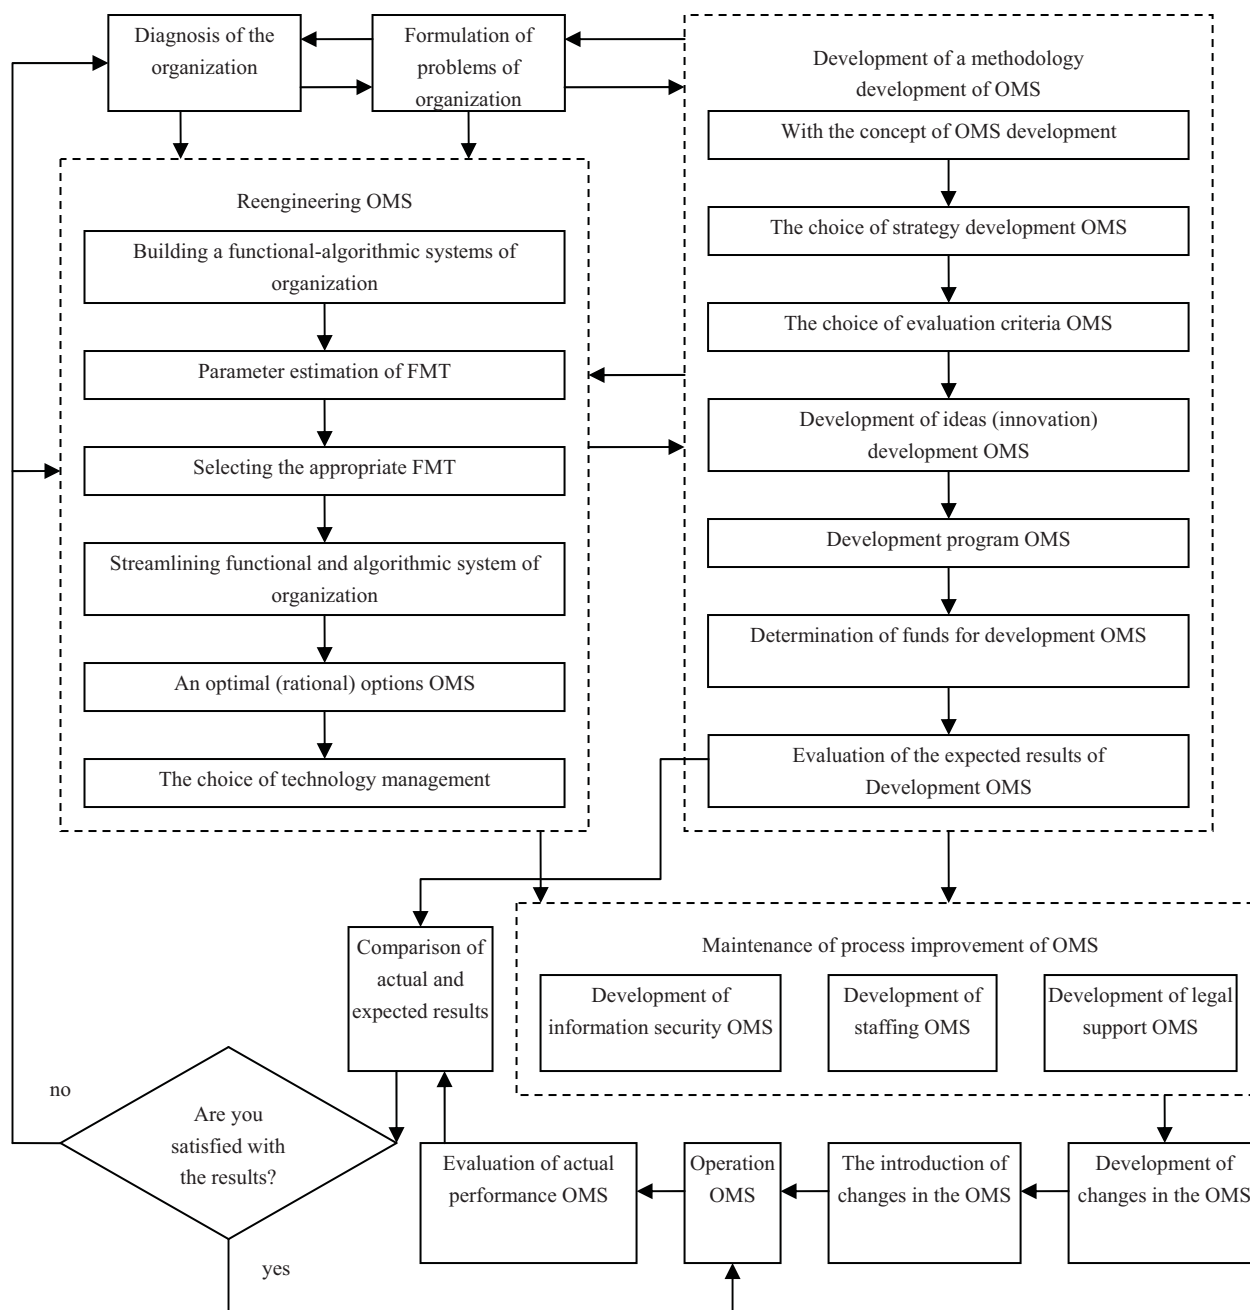 Diagnosis of the
organization
Formulation of
problems of
organization
Development of a methodology
development of OMS
With the concept of OMS development
The choice of strategy development OMS
The choice of evaluation criteria OMS
Development of ideas (innovation)
development OMS
Development program OMS
Determination of funds for development OMS
Evaluation of the expected results of
Development OMS
Reengineering OMS
Building a functional-algorithmic systems of
organization
Parameter estimation of FMT
Selecting the appropriate FMT
Streamlining functional and algorithmic system of
organization
An optimal (rational) options OMS
The choice of technology management
Comparison of
actual and
expected results
Maintenance of process improvement of OMS
Development of
information security OMS
Development of
staffing OMS
Development of legal
support OMS
no
Are you
satisfied with
the results?
yes
Evaluation of actual
performance OMS
Operation
OMS
The introduction of
changes in the OMS
Development of
changes in the OMS